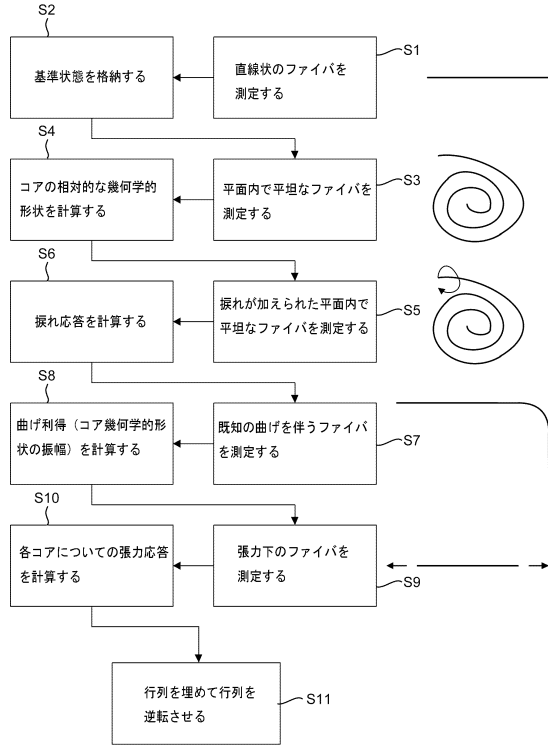 S2
基準状態を格納する
S1
直線状のファイバを
測定する
S4
コアの相対的な幾何学的
形状を計算する
S3
平面内で平坦なファイバを
測定する
S6
捩れ応答を計算する
S5
捩れが加えられた平面内で
平坦なファイバを測定する
S8
曲げ利得（コア幾何学的形
状の振幅）を計算する
S7
既知の曲げを伴うファイバ
を測定する
S10
各コアについての張力応答
を計算する
S9
張力下のファイバを
測定する
S11
行列を埋めて行列を
逆転させる